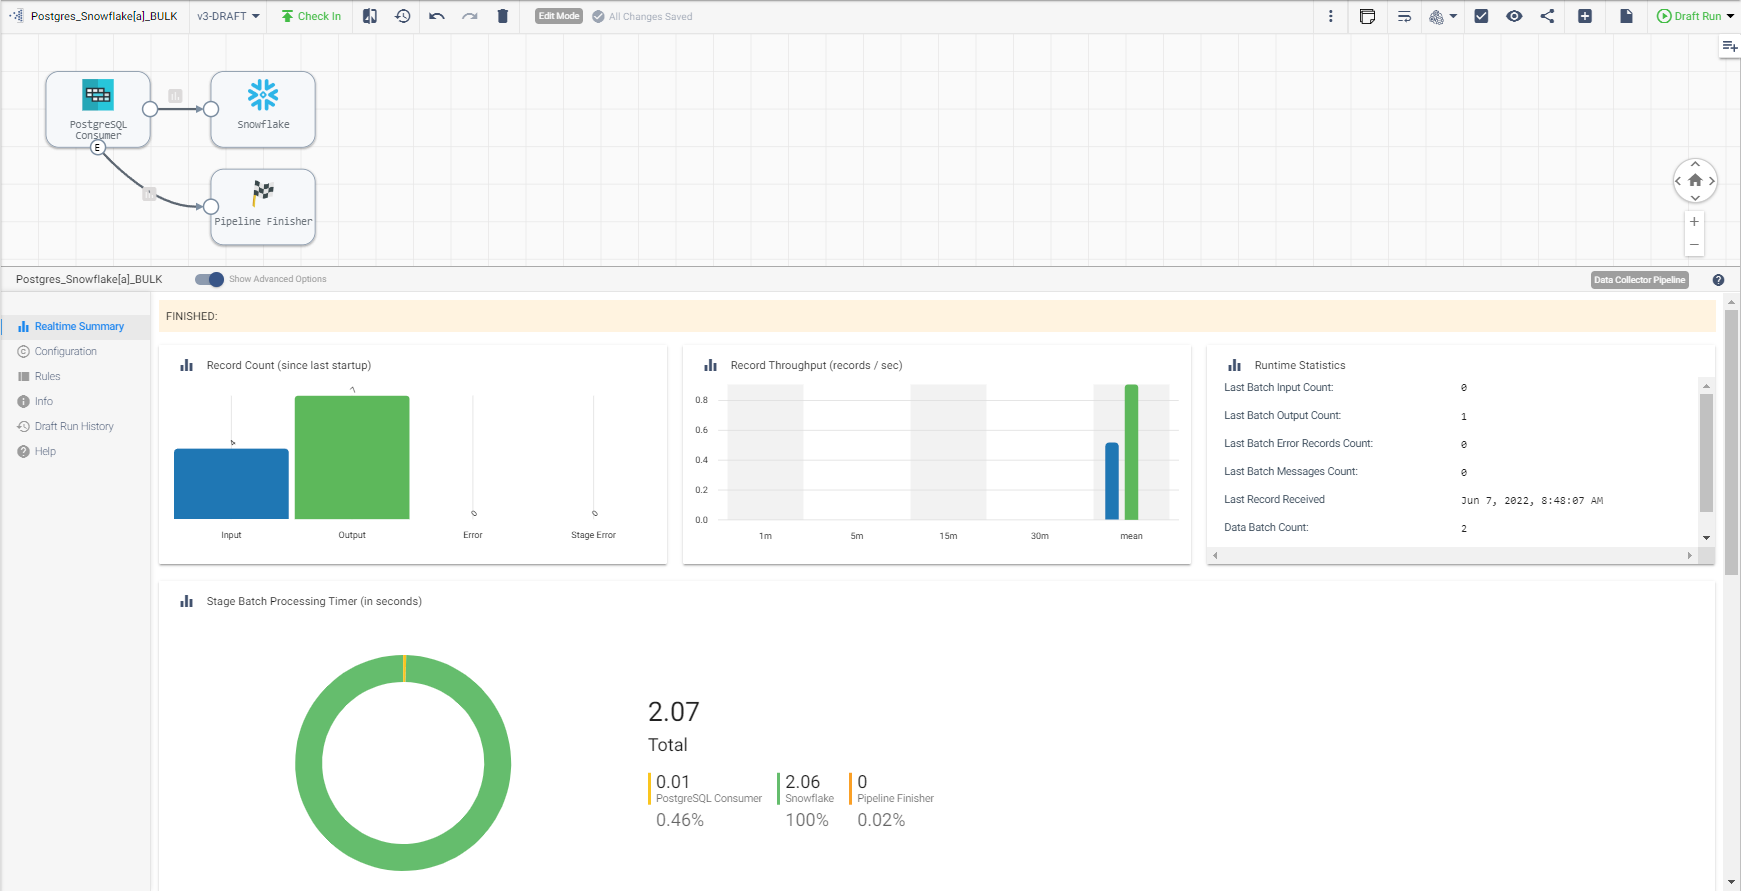 Postgres_Snowflake[a]_BULK
v3-DRAFT
Check In
Edit Mode
All Changes Saved
Draft Run
PostgreSQL
Consumer
E
Snowflake
Pipeline Finisher
Postgres_Snowflake[a]_BULK
Show Advanced Options
Data Collector Pipeline
Realtime Summary
Configuration
Rules
Info
Draft Run History
Help
FINISHED:
Record Count (since last startup)
7
4
0
0
Input
Output
Error
Stage Error
Record Throughput (records / sec)
0.8
0.6
0.4
0.2
0.0
1m
5m
15m
30m
mean
Runtime Statistics
Last Batch Input Count: 0
Last Batch Output Count: 1
Last Batch Error Records Count: 0
Last Batch Messages Count: 0
Last Record Received Jun 7, 2022, 8:48:07 AM
Data Batch Count: 2
Stage Batch Processing Timer (in seconds)
2.07
Total
0.01
PostgreSQL Consumer
0.46%
2.06
Snowflake
100%
0
Pipeline Finisher
0.02%